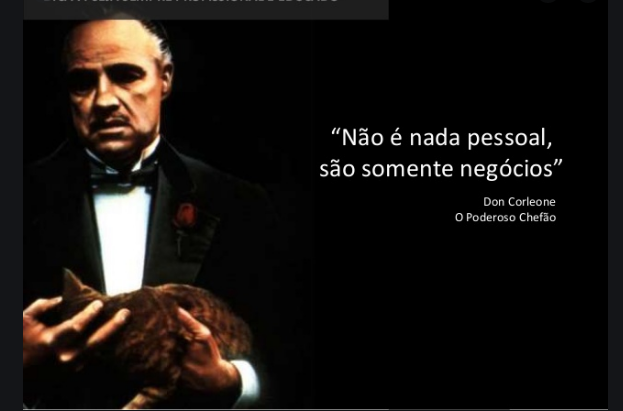 “Não é nada pessoal,
são somente negócios”
Don Corleone
O Poderoso Chefão